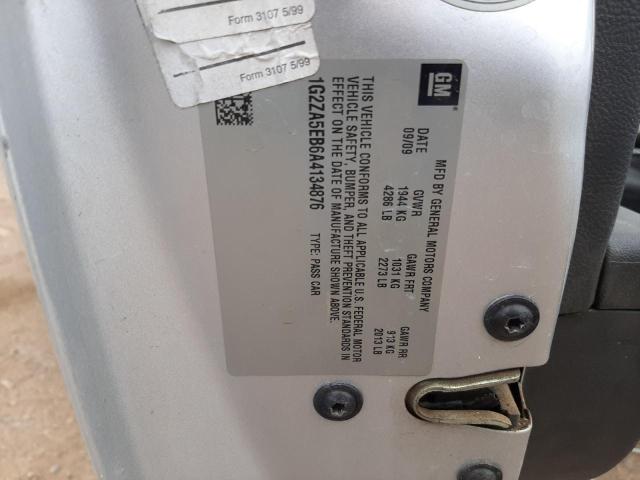 Form 3107 5/99
Form 3107 5/99
GM
MFD BY GENERAL MOTORS COMPANY
DATE GVWR GAWR FRT GAWR RR
09/09 1944 KG 1031 KG 913 KG
4286 LB 2273 LB 2013 LB
THIS VEHICLE CONFORMS TO ALL APPLICABLE U.S. FEDERAL MOTOR
VEHICLE SAFETY, BUMPER, AND THEFT PREVENTION STANDARDS IN
EFFECT ON THE DATE OF MANUFACTURE SHOWN ABOVE.
1G2ZA5EB6A4134876 TYPE: PASS CAR